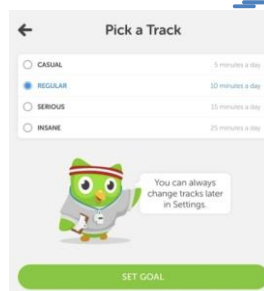 Pick a Track
CASUAL 5 minutes a day
REGULAR 10 minutes a day
SERIOUS 15 minutes a day
INSANE 25 minutes a day
You can always
change tracks later
in Settings.
SET GOAL